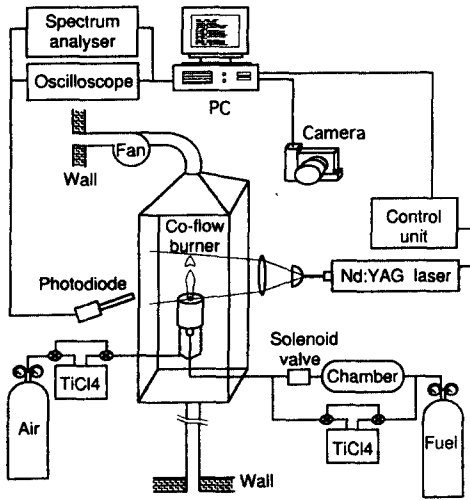 Spectrum
analyser
Oscilloscope
PC
Camera
Fan
Wall
Control
unit
Co-flow
burner
Nd:YAG laser
Photodiode
Solenoid
valve
Chamber
TiCl4
Air
TiCl4
Fuel
Wall